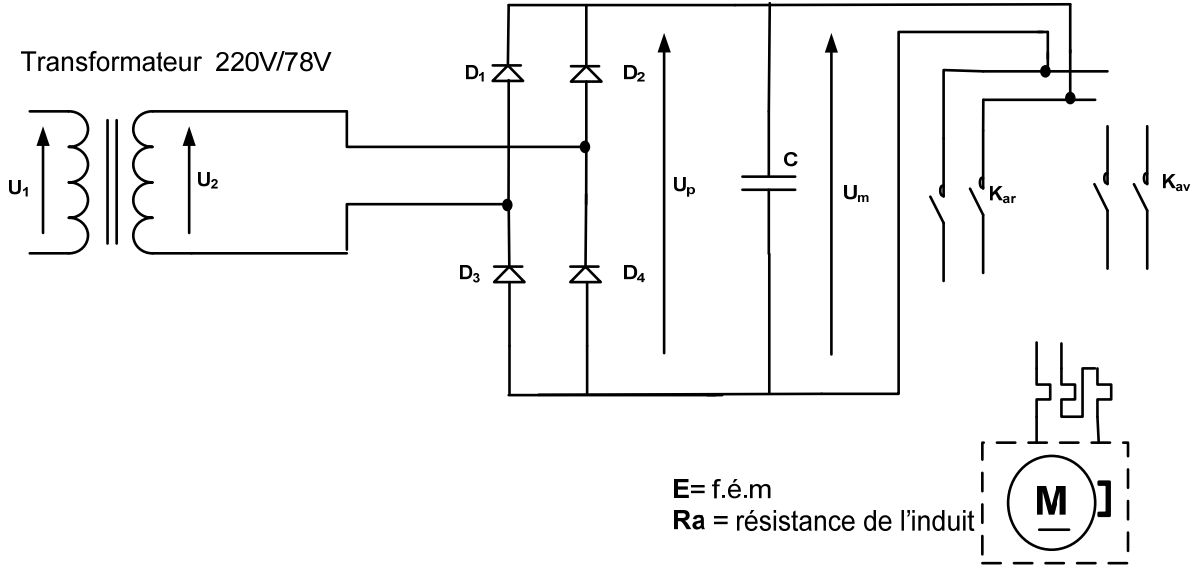 Transformateur 220V/78V
D1
D2
U1
U2
Up
C
Um
Kar
Kav
D3
D4
E= f.é.m
Ra = résistance de l'induit
M